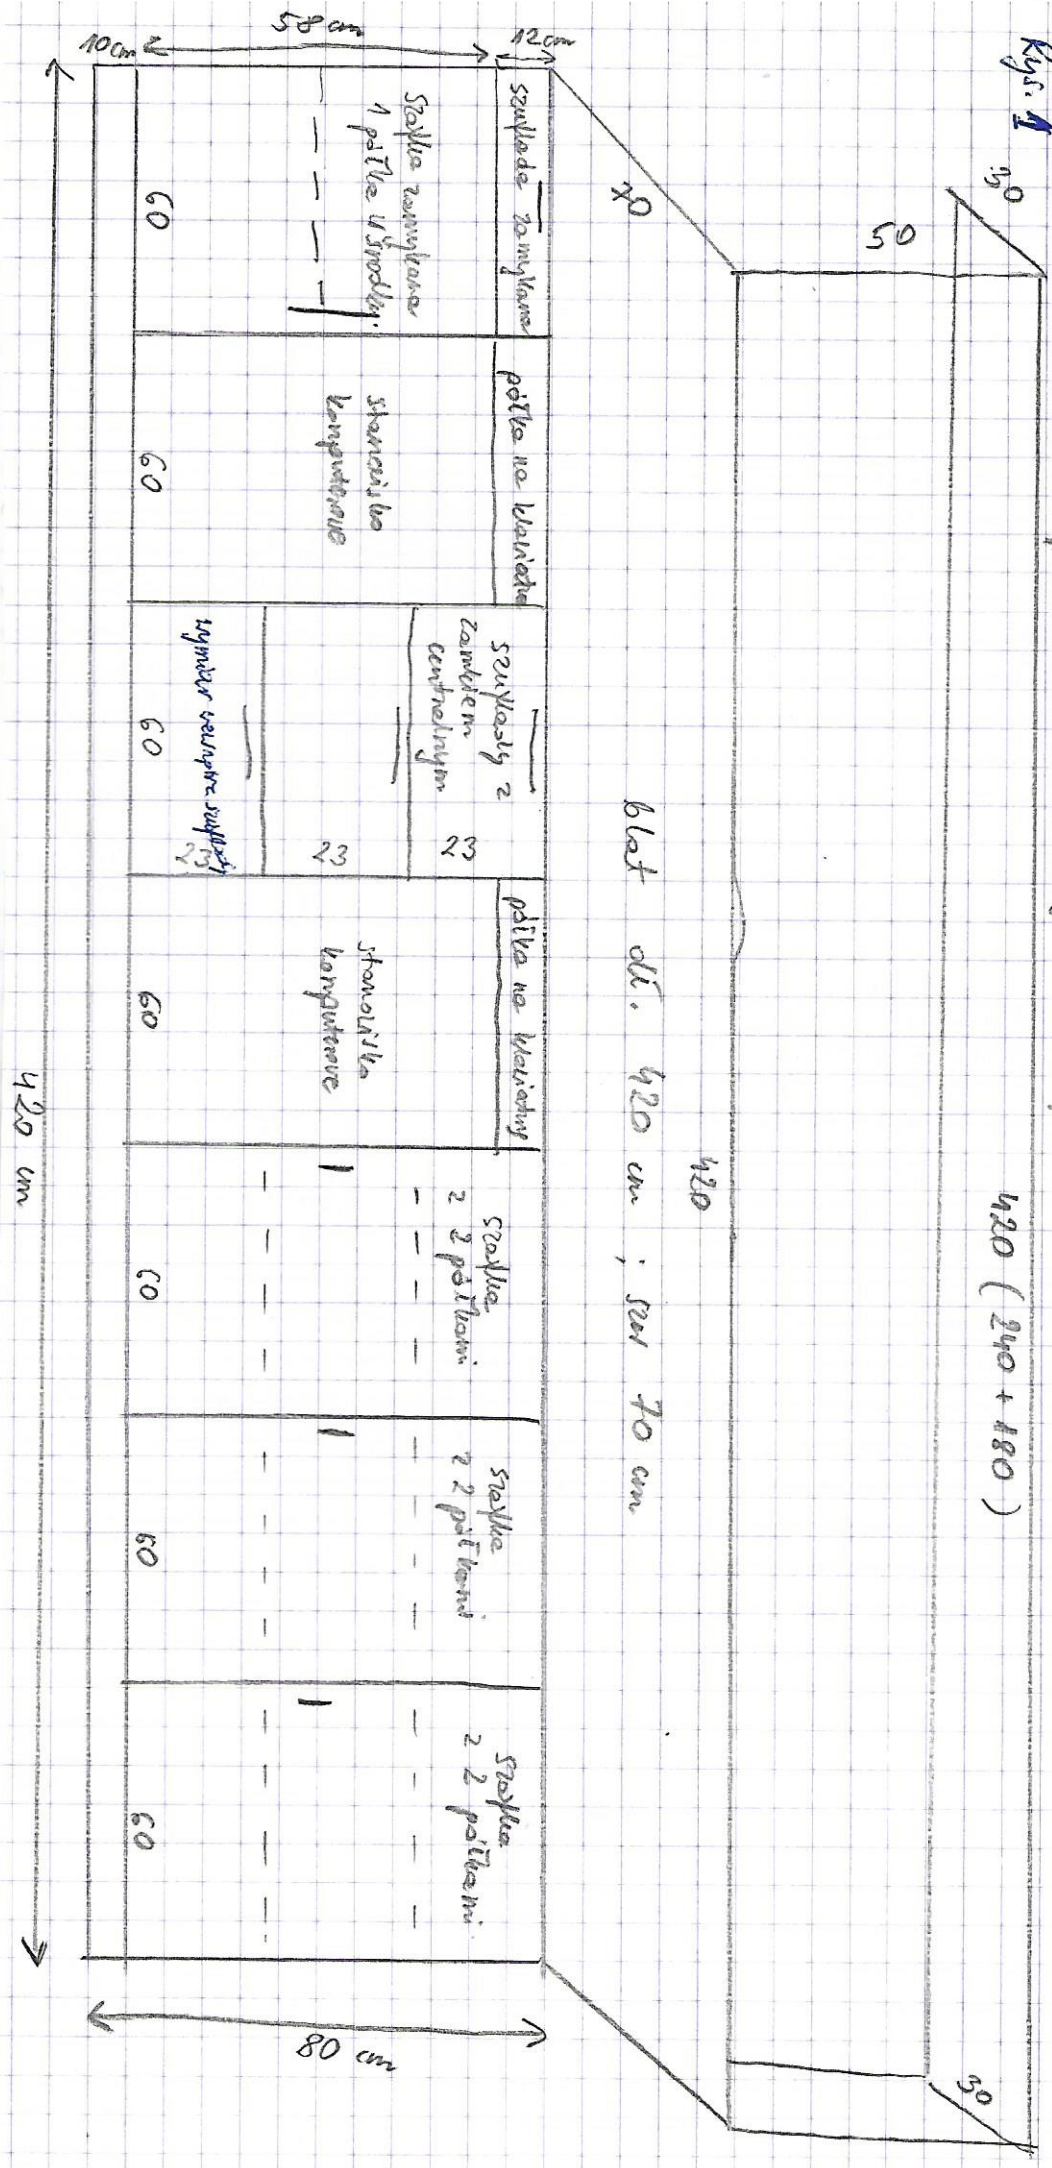 Rys. 1
30
420 (240 + 180)
50
30
70
420
blat dł. 420 cm ; szer 70 cm
12 cm
58 cm
10 cm
szuflada zamykana
szafka zamykana
1 półka w środku.
60
półka na klawiaturę
stanowisko
komputerowe
60
szuflady z
zamkiem
centralnym
23
23
23
wymiar wewnątrz szuflady
60
półka na klawiaturę
stanowisko
komputerowe
60
szafka
z 2 półkami
60
szafka
z 2 półkami
60
szafka
z 2 półkami
60
80 cm
420 cm